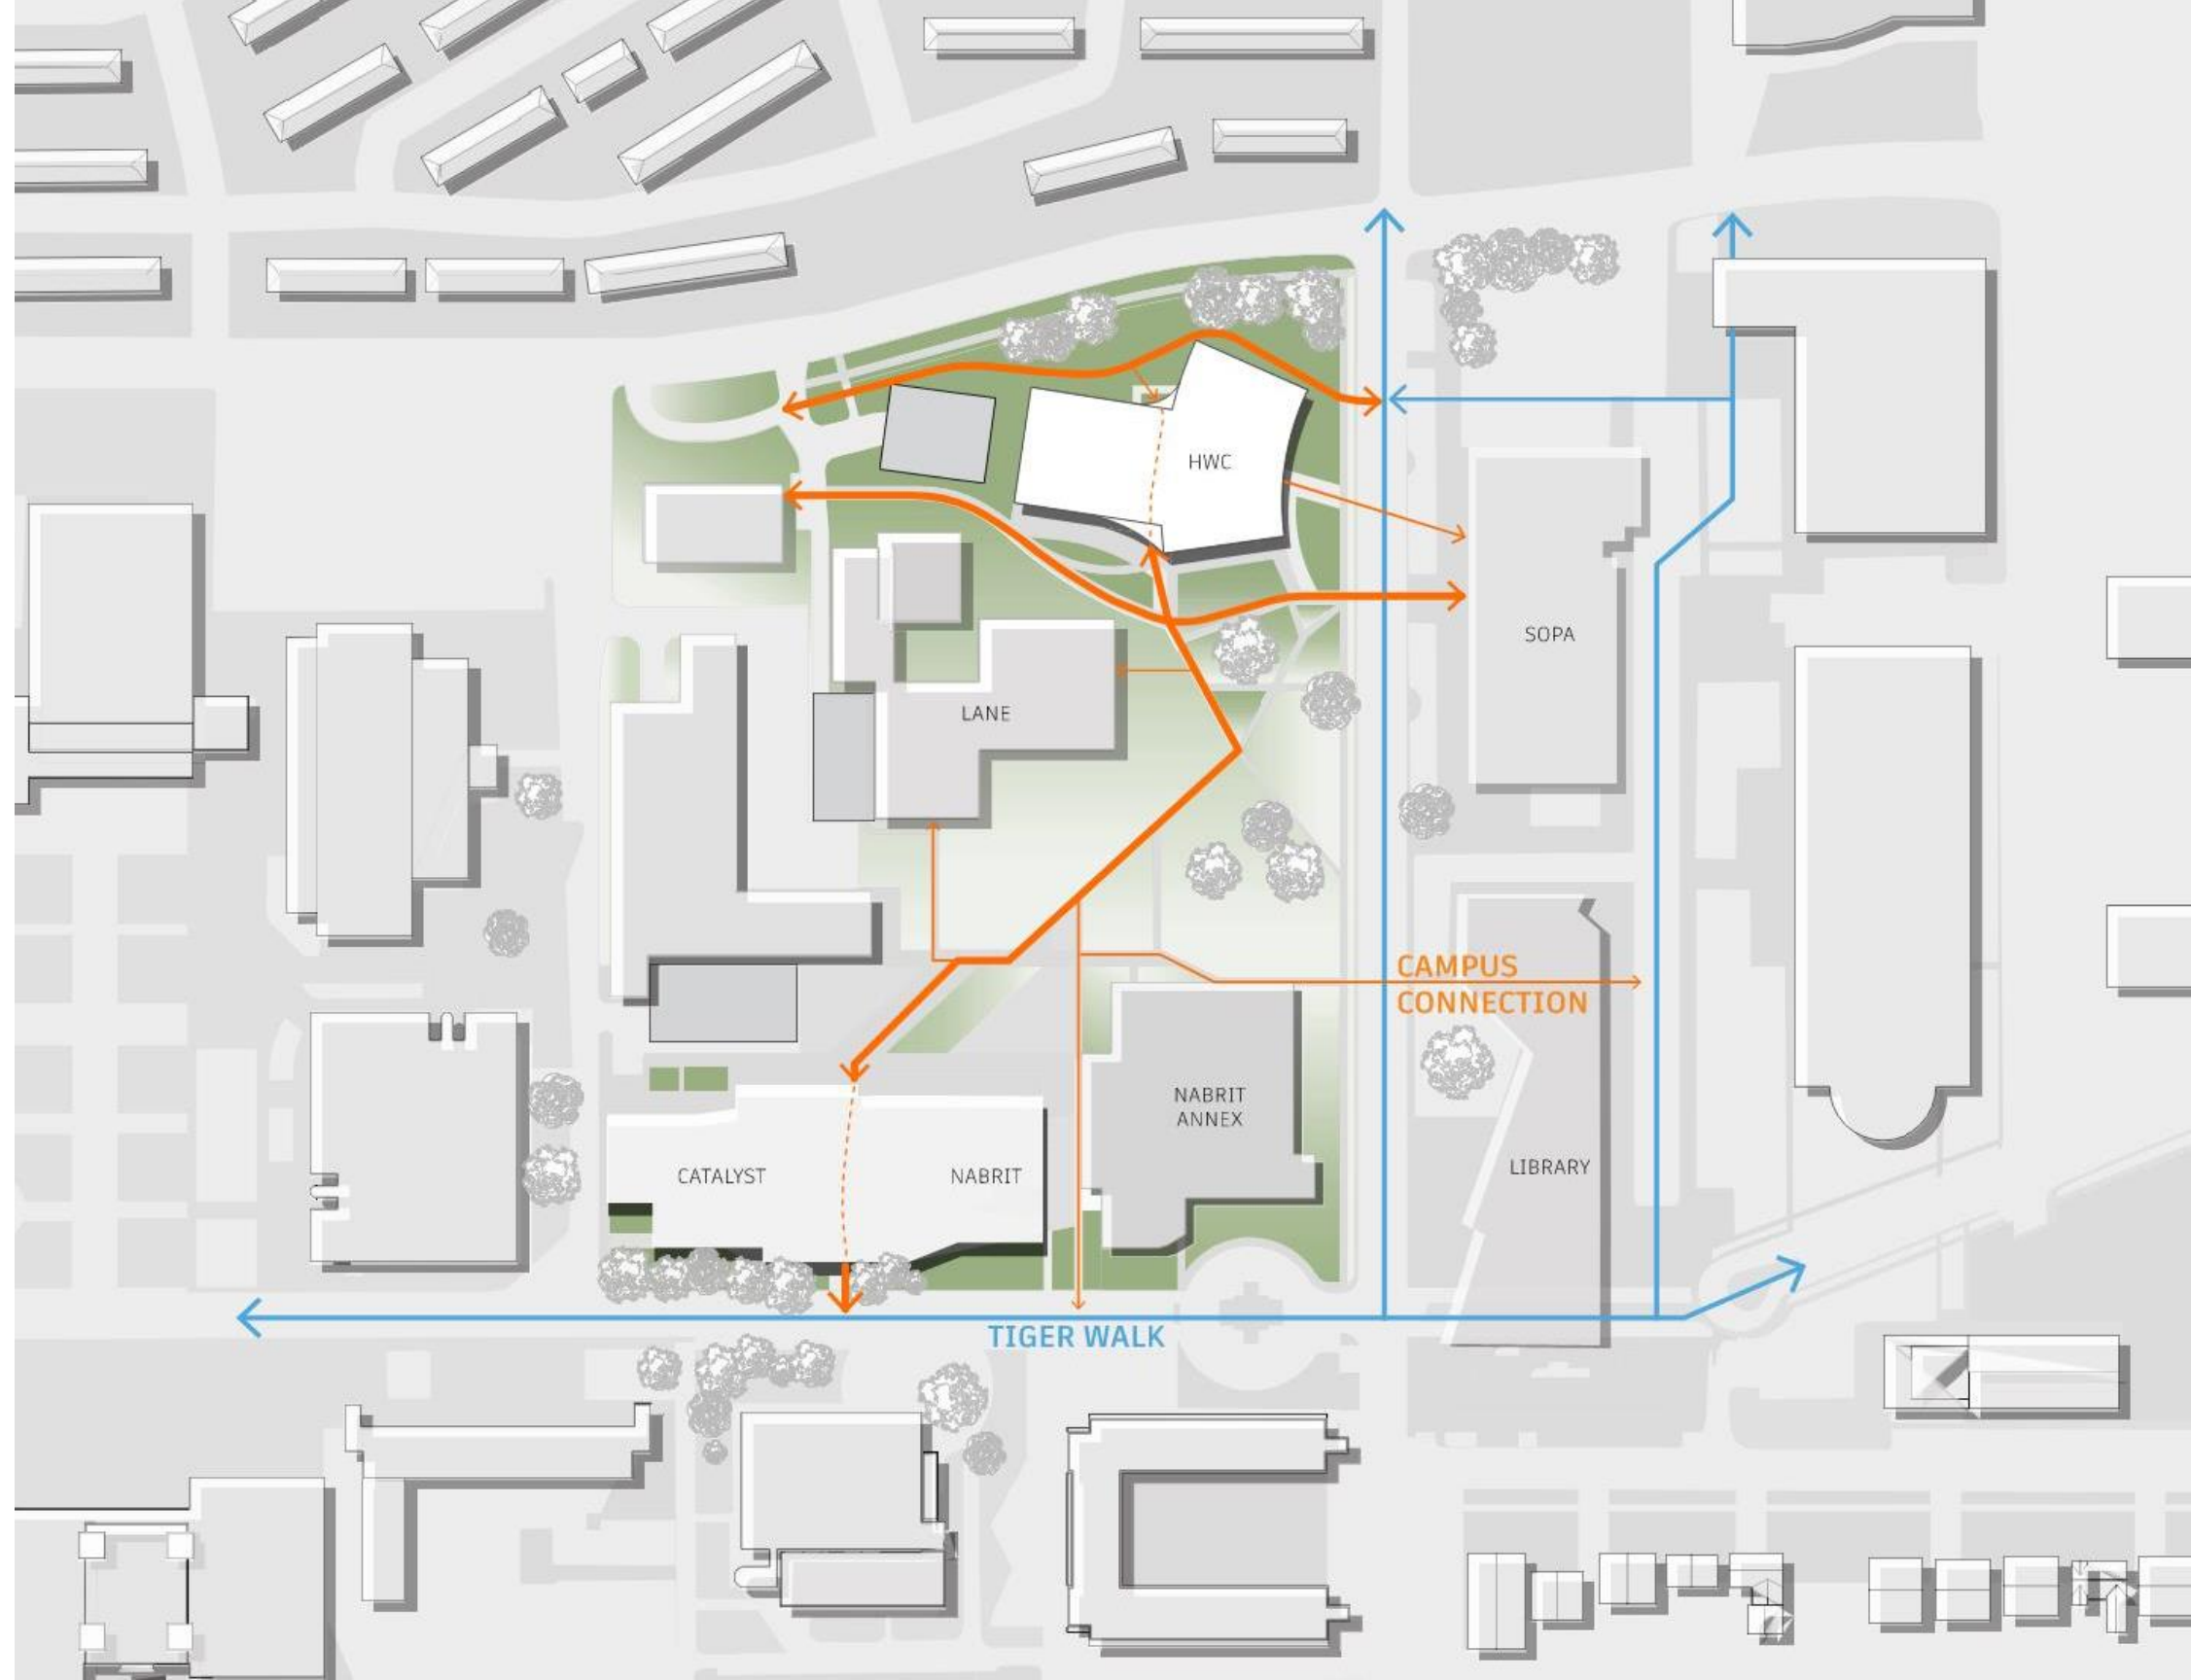 HWC
SOPA
LANE
CAMPUS
CONNECTION
NABRIT
ANNEX
LIBRARY
CATALYST
NABRIT
TIGER WALK